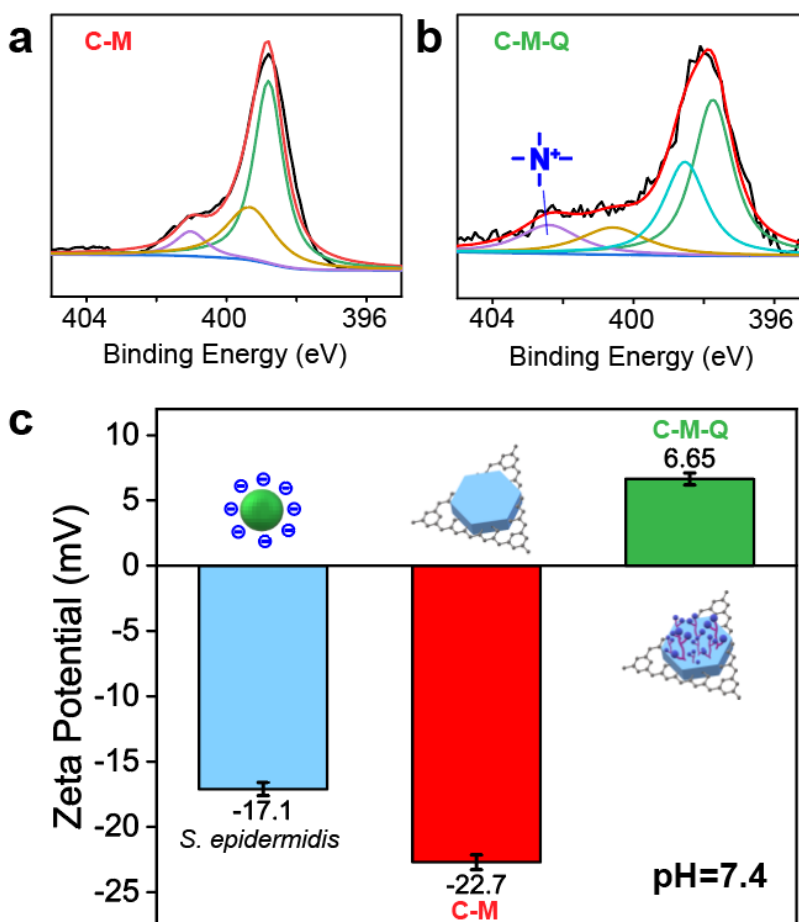 a
C-M
404
400
396
Binding Energy (eV)
b
C-M-Q
-N⁺-
404
400
396
Binding Energy (eV)
c
Zeta Potential (mV)
10
5
0
-5
-10
-15
-20
-25
C-M-Q
6.65
-17.1
S. epidermidis
-22.7
C-M
pH=7.4